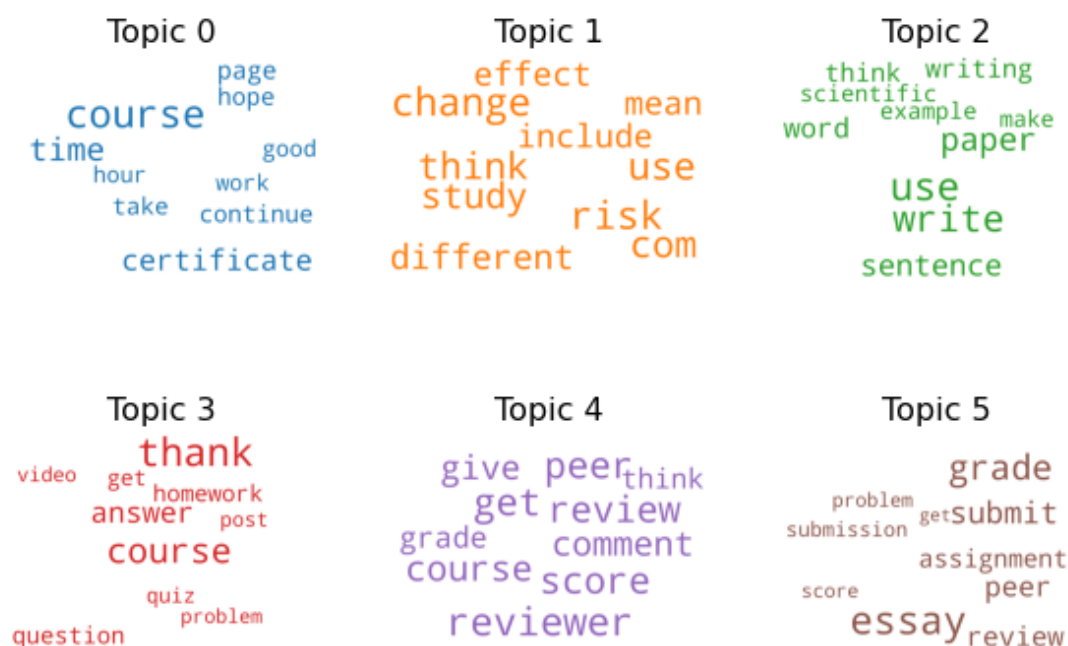 Topic 0
page
hope
course
time
good
hour
work
take
continue
certificate
Topic 1
effect
change
mean
include
think
use
study
risk
com
different
Topic 2
think
writing
scientific
example
make
word
paper
use
write
sentence
Topic 3
thank
video
get
homework
answer
post
course
quiz
problem
question
Topic 4
give
peer
think
get
review
grade
comment
course
score
reviewer
Topic 5
grade
problem
get
submit
submission
assignment
peer
score
essay
review